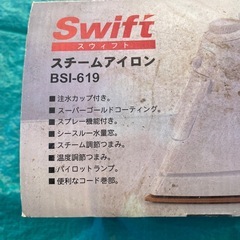 Swift
スウィフト
スチームアイロン
BSI-619
■注水カップ付き。
■スーパーゴールドコーティング。
■スプレー機能付き。
■シースルー水量窓。
■スチーム調節つまみ。
■温度調節つまみ。
■パイロットランプ。
■便利なコード巻部。